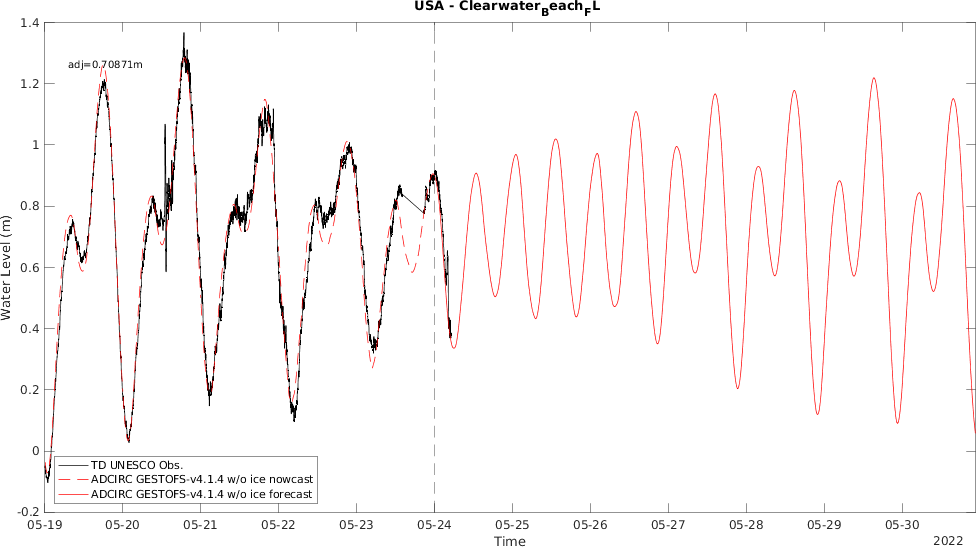 USA - Clearwater_Beach_FL
adj=0.70871m
Water Level (m)
1.4
1.2
1
0.8
0.6
0.4
0.2
0
-0.2
TD UNESCO Obs.
ADCIRC GESTOFS-v4.1.4 w/o ice nowcast
ADCIRC GESTOFS-v4.1.4 w/o ice forecast
05-19 05-20 05-21 05-22 05-23 05-24 05-25 05-26 05-27 05-28 05-29 05-30
Time
2022